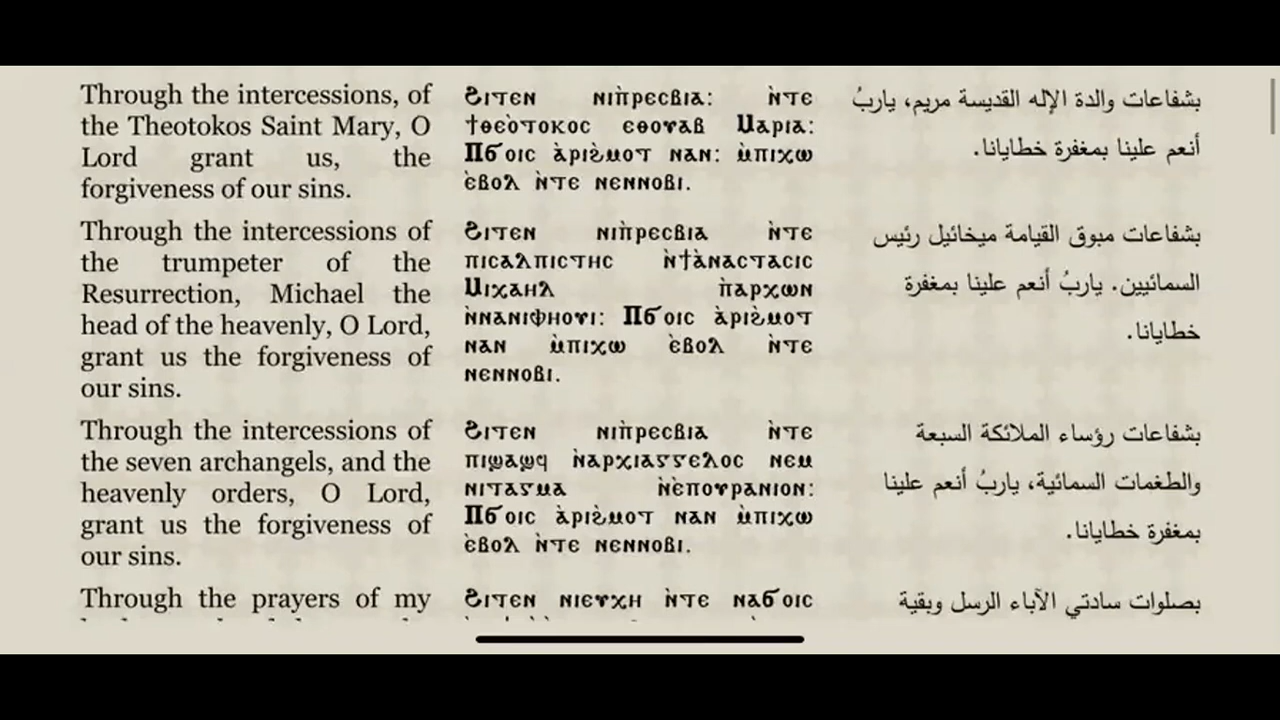 Through the intercessions, of
the Theotokos Saint Mary, O
Lord grant us, the
forgiveness of our sins.
Ϩⲓⲧⲉⲛ ⲛⲓⲡ̀ⲣⲉⲥⲃⲓⲁ: ⲛ̀ⲧⲉ
ϯⲑⲉⲟ̀ⲧⲟⲕⲟⲥ ⲉⲑⲟⲩⲁⲃ Ⲙⲁⲣⲓⲁ:
Ⲡϭⲟⲓⲥ ⲁ̀ⲣⲓϩ̀ⲙⲟⲧ ⲛⲁⲛ: ⲙ̀ⲡⲓⲭⲱ
ⲉ̀ⲃⲟⲗ ⲛ̀ⲧⲉ ⲛⲉⲛⲛⲟⲃⲓ.
بشفاعات والدة الإله القديسة مريم، ياربُ
أنعم علينا بمغفرة خطايانا.
Through the intercessions of
the trumpeter of the
Resurrection, Michael the
head of the heavenly, O Lord,
grant us the forgiveness of
our sins.
Ϩⲓⲧⲉⲛ ⲛⲓⲡ̀ⲣⲉⲥⲃⲓⲁ ⲛ̀ⲧⲉ
ⲡⲓⲥⲁⲗⲡⲓⲥⲧⲏⲥ ⲛ̀ϯⲁ̀ⲛⲁⲥⲧⲁⲥⲓⲥ
Ⲙⲓⲭⲁⲏⲗ ⲡ̀ⲁⲣⲭⲱⲛ
ⲛ̀ⲛⲁⲛⲓⲫⲏⲟⲩⲓ: Ⲡϭⲟⲓⲥ ⲁ̀ⲣⲓϩ̀ⲙⲟⲧ
ⲛⲁⲛ ⲙ̀ⲡⲓⲭⲱ ⲉ̀ⲃⲟⲗ ⲛ̀ⲧⲉ
ⲛⲉⲛⲛⲟⲃⲓ.
بشفاعات مبوق القيامة ميخائيل رئيس
السمائيين. ياربُ أنعم علينا بمغفرة
خطايانا.
Through the intercessions of
the seven archangels, and the
heavenly orders, O Lord,
grant us the forgiveness of
our sins.
Ϩⲓⲧⲉⲛ ⲛⲓⲡ̀ⲣⲉⲥⲃⲓⲁ ⲛ̀ⲧⲉ
ⲡⲓϣⲁϣϥ ⲛ̀ⲁⲣⲭⲓⲁⲅⲅⲉⲗⲟⲥ ⲛⲉⲙ
ⲛⲓⲧⲁⲅⲙⲁ ⲛ̀ⲉ̀ⲡⲟⲩⲣⲁⲛⲓⲟⲛ:
Ⲡϭⲟⲓⲥ ⲁ̀ⲣⲓϩ̀ⲙⲟⲧ ⲛⲁⲛ ⲙ̀ⲡⲓⲭⲱ
ⲉ̀ⲃⲟⲗ ⲛ̀ⲧⲉ ⲛⲉⲛⲛⲟⲃⲓ.
بشفاعات رؤساء الملائكة السبعة
والطغمات السمائية، ياربُ أنعم علينا
بمغفرة خطايانا.
Through the prayers of my
Ϩⲓⲧⲉⲛ ⲛⲓⲉⲩⲭⲏ ⲛ̀ⲧⲉ ⲛⲁϭⲟⲓⲥ
بصلوات سادتي الآباء الرسل وبقية